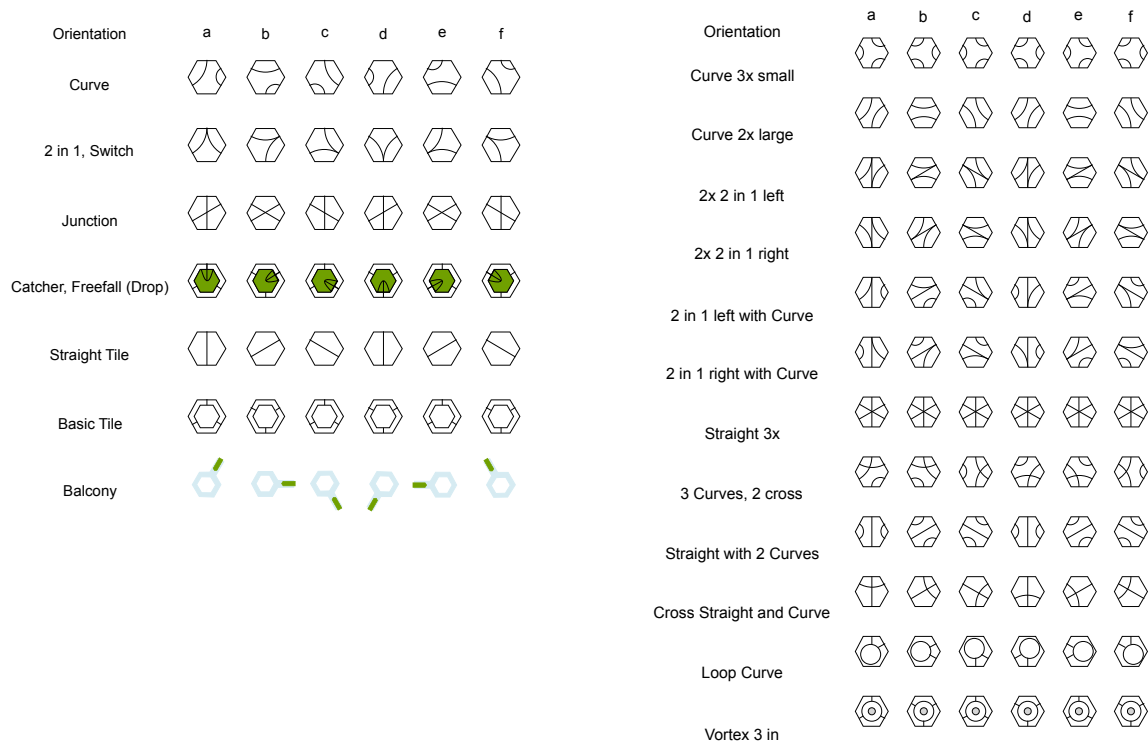 Orientation a b c d e f
Curve
2 in 1, Switch
Junction
Catcher, Freefall (Drop)
Straight Tile
Basic Tile
Balcony
Orientation a b c d e f
Curve 3x small
Curve 2x large
2x 2 in 1 left
2x 2 in 1 right
2 in 1 left with Curve
2 in 1 right with Curve
Straight 3x
3 Curves, 2 cross
Straight with 2 Curves
Cross Straight and Curve
Loop Curve
Vortex 3 in